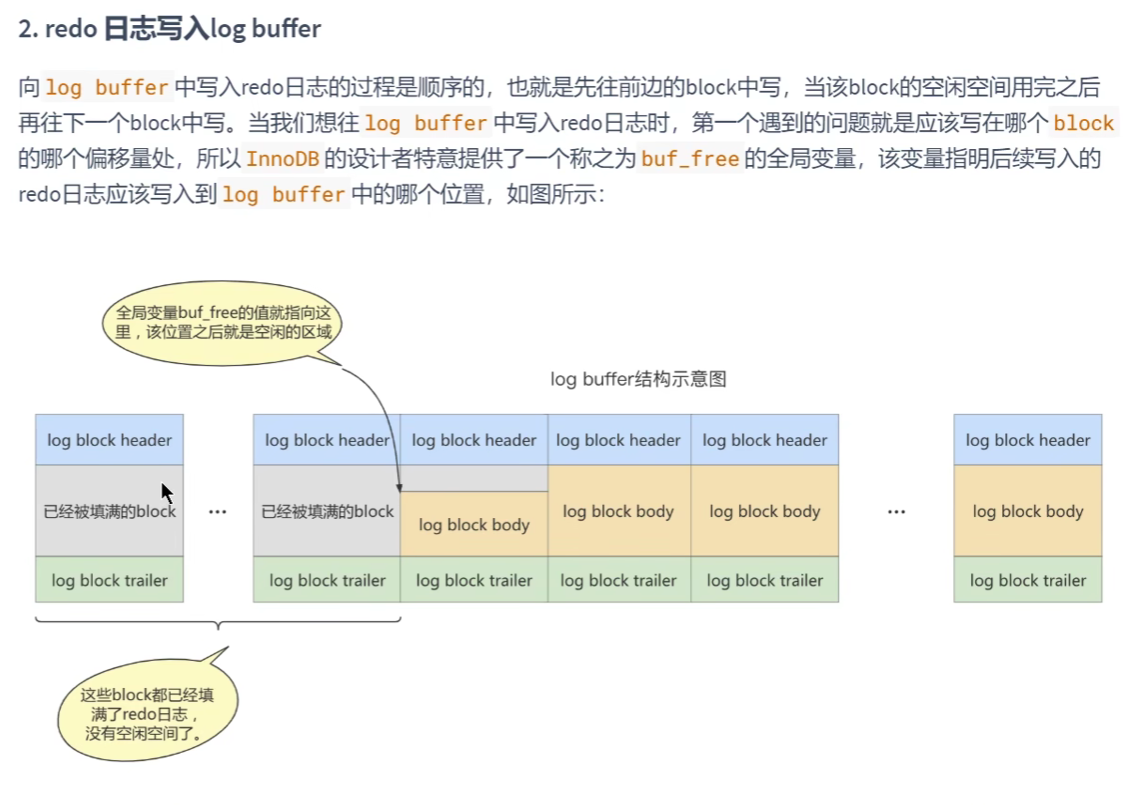 2. redo 日志写入log buffer
向 log buffer 中写入redo日志的过程是顺序的，也就是先往前边的block中写，当该block的空闲空间用完之后
再往下一个block中写。当我们想往 log buffer 中写入redo日志时，第一个遇到的问题就是应该写在哪个 block
的哪个偏移量处，所以 InnoDB 的设计者特意提供了一个称之为 buf_free 的全局变量，该变量指明后续写入的
redo日志应该写入到 log buffer 中的哪个位置，如图所示：
全局变量buf_free的值就指向这
里，该位置之后就是空闲的区域
log buffer结构示意图
log block header log block header log block header log block header log block header log block header
已经被填满的block ... 已经被填满的block log block body log block body log block body ... log block body
log block trailer log block trailer log block trailer log block trailer log block trailer log block trailer
这些block都已经填
满了redo日志，
没有空闲空间了。